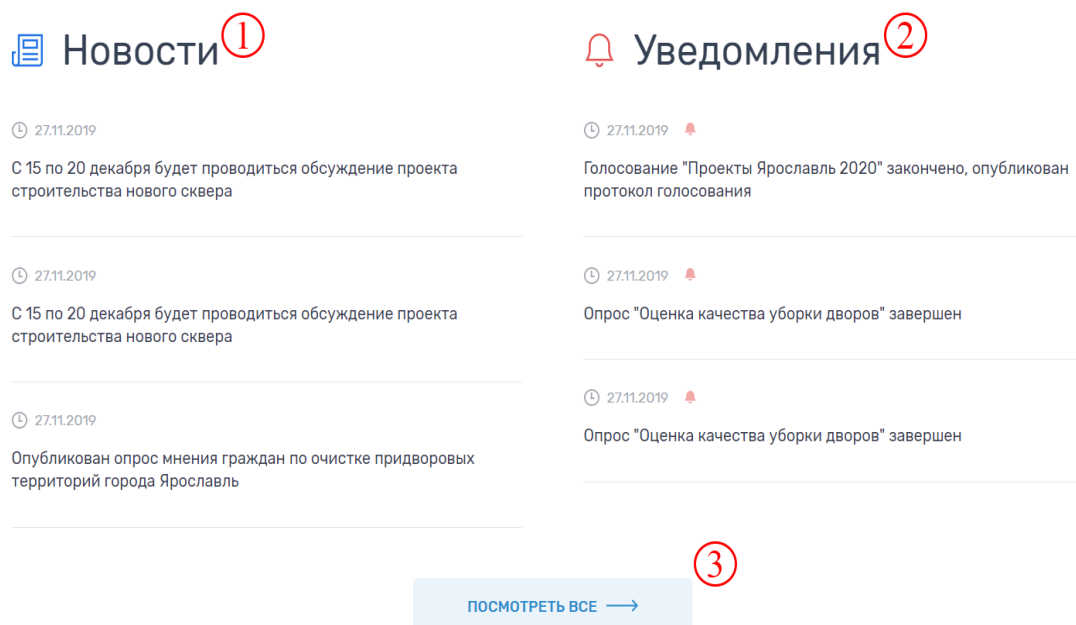 Новости 1
27.11.2019
С 15 по 20 декабря будет проводиться обсуждение проекта
строительства нового сквера
27.11.2019
С 15 по 20 декабря будет проводиться обсуждение проекта
строительства нового сквера
27.11.2019
Опубликован опрос мнения граждан по очистке придворовых
территорий города Ярославль
Уведомления 2
27.11.2019
Голосование "Проекты Ярославль 2020" закончено, опубликован
протокол голосования
27.11.2019
Опрос "Оценка качества уборки дворов" завершен
27.11.2019
Опрос "Оценка качества уборки дворов" завершен
3
ПОСМОТРЕТЬ ВСЕ